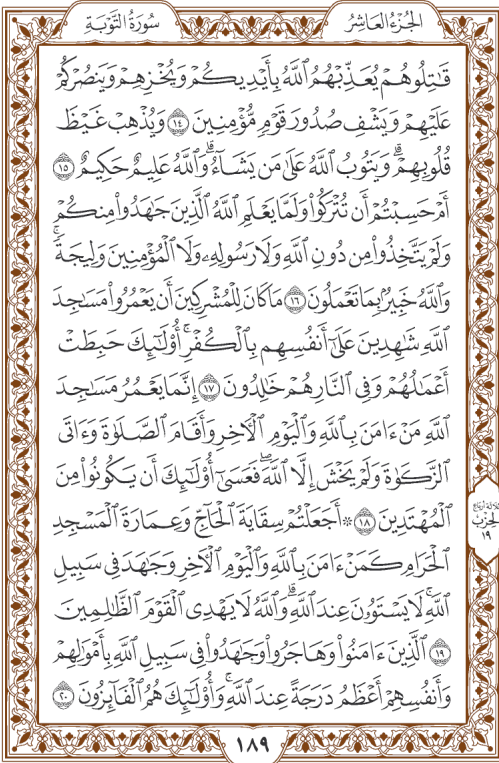 الجُزْءُ العَاشِرُ
سُورَةُ التَّوْبَةِ
قَٰتِلُوهُمْ يُعَذِّبْهُمُ ٱللَّهُ بِأَيْدِيكُمْ وَيُخْزِهِمْ وَيَنصُرْكُمْ
عَلَيْهِمْ وَيَشْفِ صُدُورَ قَوْمٍ مُّؤْمِنِينَ ١٤ وَيُذْهِبْ غَيْظَ
قُلُوبِهِمْۗ وَيَتُوبُ ٱللَّهُ عَلَىٰ مَن يَشَآءُۗ وَٱللَّهُ عَلِيمٌ حَكِيمٌ ١٥
أَمْ حَسِبْتُمْ أَن تُتْرَكُوا۟ وَلَمَّا يَعْلَمِ ٱللَّهُ ٱلَّذِينَ جَٰهَدُوا۟ مِنكُمْ
وَلَمْ يَتَّخِذُوا۟ مِن دُونِ ٱللَّهِ وَلَا رَسُولِهِۦ وَلَا ٱلْمُؤْمِنِينَ وَلِيجَةًۚ
وَٱللَّهُ خَبِيرٌۢ بِمَا تَعْمَلُونَ ١٦ مَا كَانَ لِلْمُشْرِكِينَ أَن يَعْمُرُوا۟ مَسَٰجِدَ
ٱللَّهِ شَٰهِدِينَ عَلَىٰٓ أَنفُسِهِم بِٱلْكُفْرِۚ أُو۟لَٰٓئِكَ حَبِطَتْ
أَعْمَٰلُهُمْ وَفِى ٱلنَّارِ هُمْ خَٰلِدُونَ ١٧ إِنَّمَا يَعْمُرُ مَسَٰجِدَ
ٱللَّهِ مَنْ ءَامَنَ بِٱللَّهِ وَٱلْيَوْمِ ٱلْـَٔاخِرِ وَأَقَامَ ٱلصَّلَوٰةَ وَءَاتَى
ٱلزَّكَوٰةَ وَلَمْ يَخْشَ إِلَّا ٱللَّهَۖ فَعَسَىٰٓ أُو۟لَٰٓئِكَ أَن يَكُونُوا۟ مِنَ
ٱلْمُهْتَدِينَ ١٨ ۞ أَجَعَلْتُمْ سِقَايَةَ ٱلْحَآجِّ وَعِمَارَةَ ٱلْمَسْجِدِ
ٱلْحَرَامِ كَمَنْ ءَامَنَ بِٱللَّهِ وَٱلْيَوْمِ ٱلْـَٔاخِرِ وَجَٰهَدَ فِى سَبِيلِ
ٱللَّهِۚ لَا يَسْتَوُۥنَ عِندَ ٱللَّهِۗ وَٱللَّهُ لَا يَهْدِى ٱلْقَوْمَ ٱلظَّٰلِمِينَ
١٩ ٱلَّذِينَ ءَامَنُوا۟ وَهَاجَرُوا۟ وَجَٰهَدُوا۟ فِى سَبِيلِ ٱللَّهِ بِأَمْوَٰلِهِمْ
وَأَنفُسِهِمْ أَعْظَمُ دَرَجَةً عِندَ ٱللَّهِۚ وَأُو۟لَٰٓئِكَ هُمُ ٱلْفَآئِزُونَ ٢٠
ثلاثة أرباع
الحزب
١٩
١٨٩